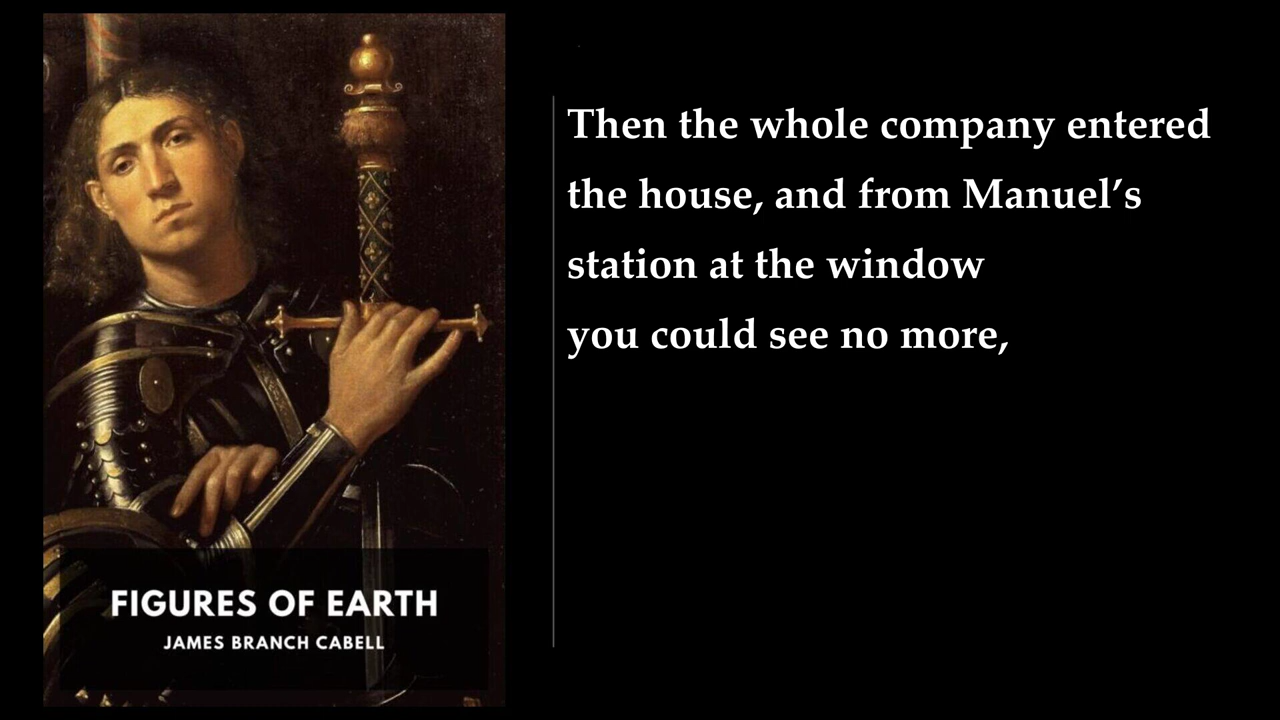 Then the whole company entered
the house, and from Manuel’s
station at the window
you could see no more,
FIGURES OF EARTH
JAMES BRANCH CABELL